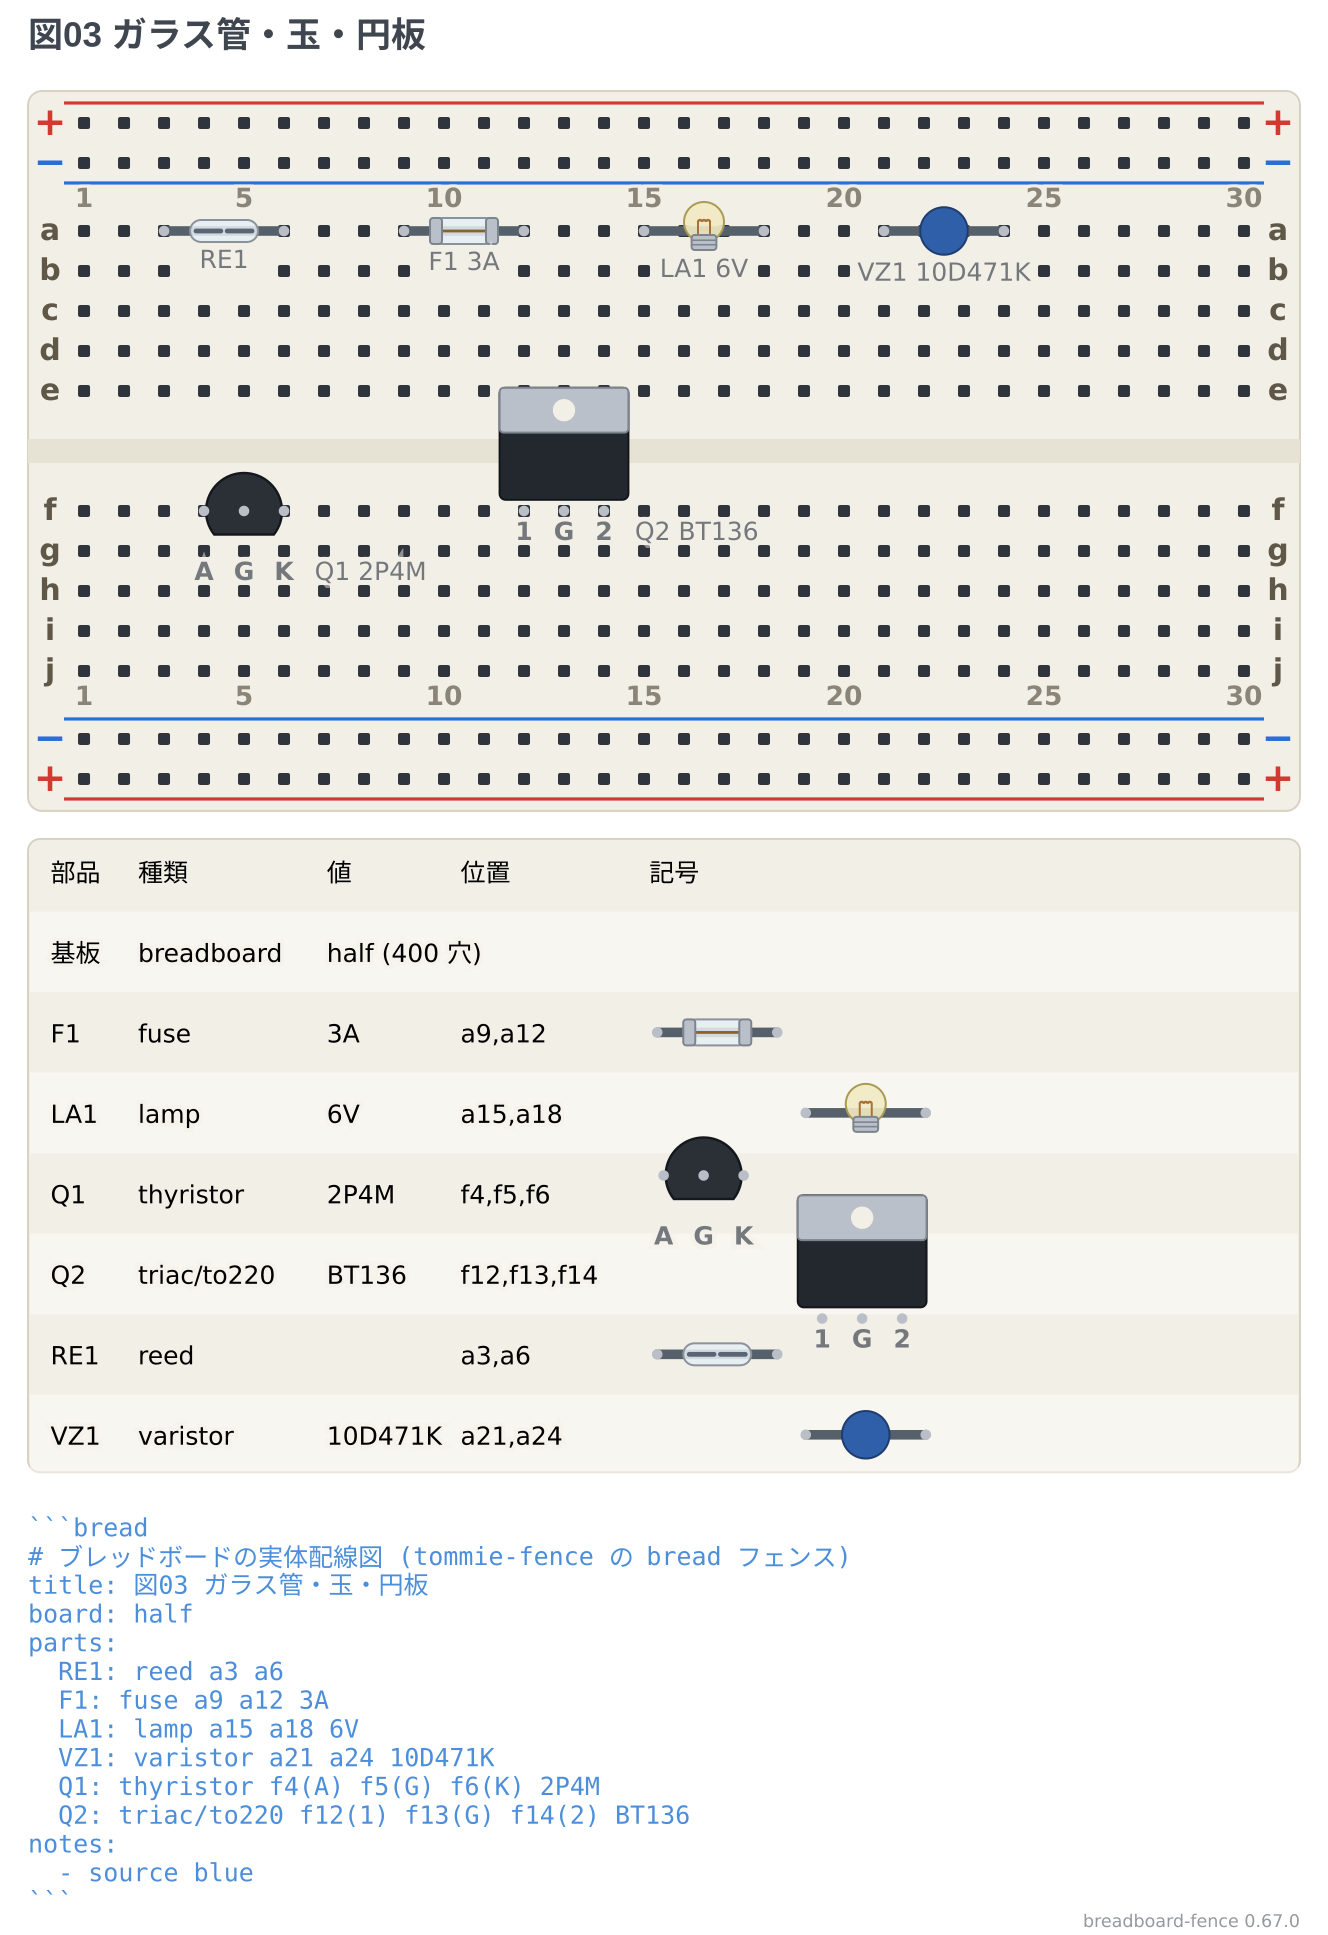 図03 ガラス管・玉・円板
+ +
− −
1 5 10 15 20 25 30
a a
RE1 F1 3A LA1 6V VZ1 10D471K
b b
c c
d d
e e
f f
1 G 2 Q2 BT136
g g
A G K Q1 2P4M
h h
i i
j j
1 5 10 15 20 25 30
− −
+ +
部品 種類 値 位置 記号
基板 breadboard half (400 穴)
F1 fuse 3A a9,a12
LA1 lamp 6V a15,a18
Q1 thyristor 2P4M f4,f5,f6
A G K
Q2 triac/to220 BT136 f12,f13,f14
1 G 2
RE1 reed a3,a6
VZ1 varistor 10D471K a21,a24
```bread
# ブレッドボードの実体配線図 (tommie-fence の bread フェンス)
title: 図03 ガラス管・玉・円板
board: half
parts:
  RE1: reed a3 a6
  F1: fuse a9 a12 3A
  LA1: lamp a15 a18 6V
  VZ1: varistor a21 a24 10D471K
  Q1: thyristor f4(A) f5(G) f6(K) 2P4M
  Q2: triac/to220 f12(1) f13(G) f14(2) BT136
notes:
  - source blue
```
breadboard-fence 0.67.0